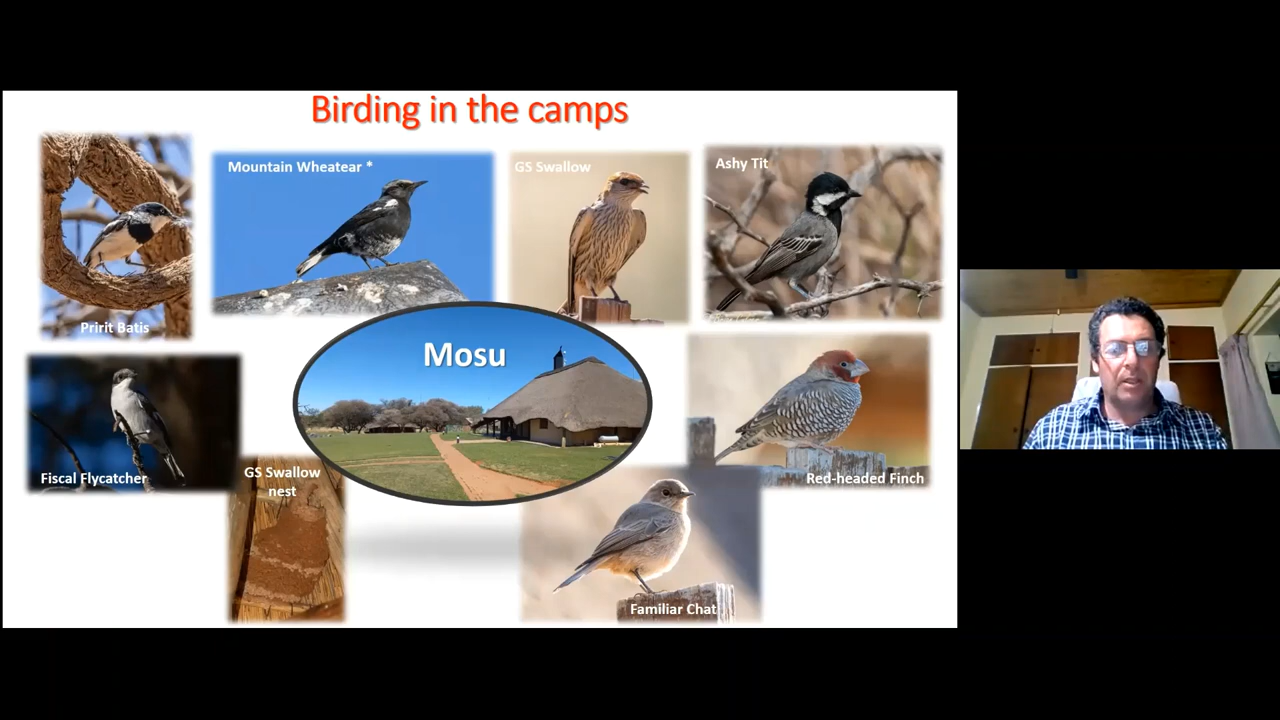 Birding in the camps
Mountain Wheatear *
GS Swallow
Ashy Tit
Pririt Batis
Mosu
Fiscal Flycatcher
GS Swallow
nest
Red-headed Finch
Familiar Chat